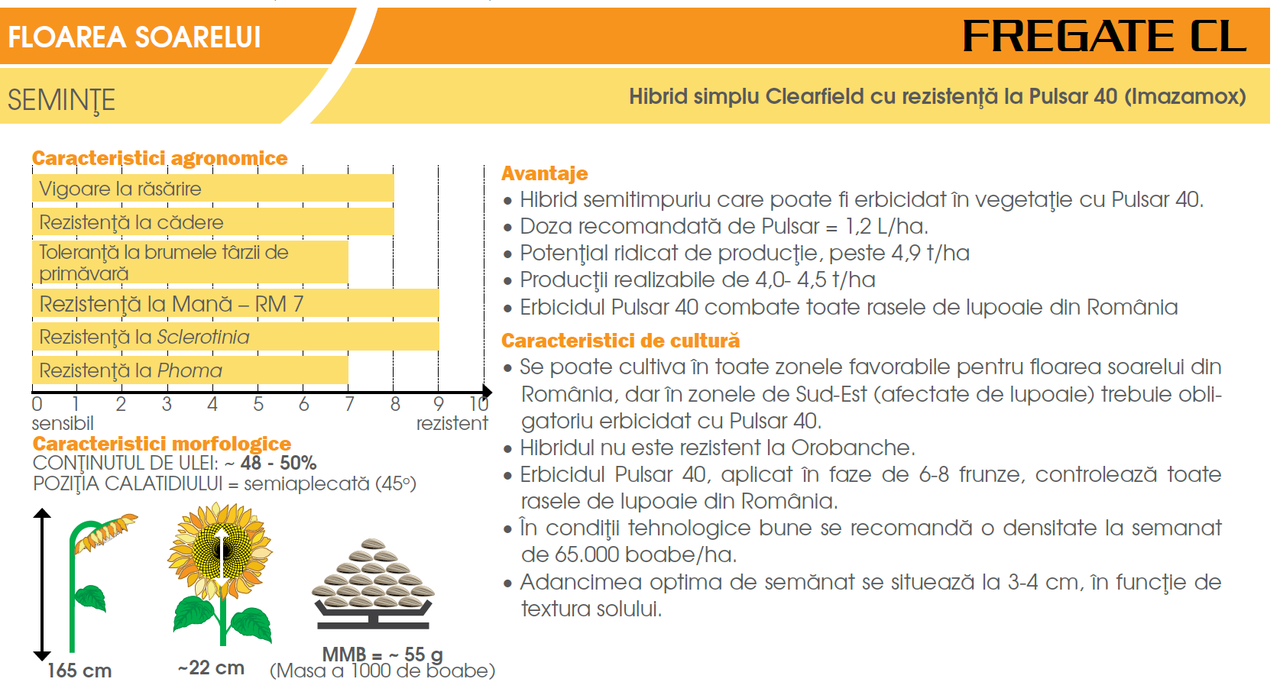 FLOAREA SOARELUI
FREGATE CL
SEMINŢE
Hibrid simplu Clearfield cu rezistenţă la Pulsar 40 (Imazamox)
Caracteristici agronomice
Vigoare la răsărire
Rezistenţă la cădere
Toleranţă la brumele târzii de
primăvară
Rezistenţă la Mană – RM 7
Rezistenţă la Sclerotinia
Rezistenţă la Phoma
0 1 2 3 4 5 6 7 8 9 10
sensibil rezistent
Caracteristici morfologice
CONŢINUTUL DE ULEI: ~ 48 - 50%
POZIŢIA CALATIDIULUI = semiaplecată (45º)
165 cm
~22 cm
MMB = ~ 55 g
(Masa a 1000 de boabe)
Avantaje
• Hibrid semitimpuriu care poate fi erbicidat în vegetaţie cu Pulsar 40.
• Doza recomandată de Pulsar = 1,2 L/ha.
• Potenţial ridicat de producţie, peste 4,9 t/ha
• Producţii realizabile de 4,0- 4,5 t/ha
• Erbicidul Pulsar 40 combate toate rasele de lupoaie din România
Caracteristici de cultură
• Se poate cultiva în toate zonele favorabile pentru floarea soarelui din
România, dar în zonele de Sud-Est (afectate de lupoaie) trebuie obli-
gatoriu erbicidat cu Pulsar 40.
• Hibridul nu este rezistent la Orobanche.
• Erbicidul Pulsar 40, aplicat în faze de 6-8 frunze, controlează toate
rasele de lupoaie din România.
• În condiţii tehnologice bune se recomandă o densitate la semanat
de 65.000 boabe/ha.
• Adancimea optima de semănat se situează la 3-4 cm, în funcţie de
textura solului.